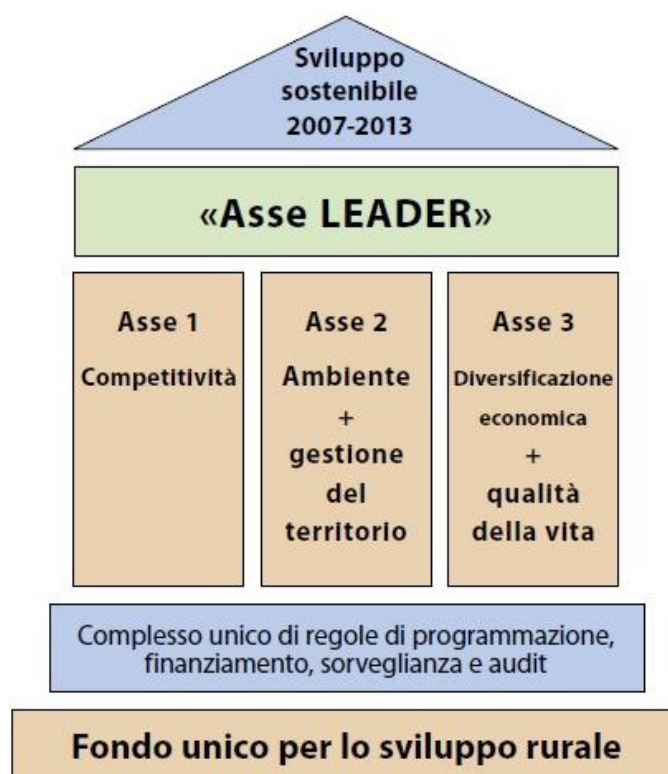 Sviluppo
sostenibile
2007-2013
«Asse LEADER»
Asse 1
Competitività
Asse 2
Ambiente
+
gestione
del
territorio
Asse 3
Diversificazione
economica
+
qualità
della vita
Complesso unico di regole di programmazione,
finanziamento, sorveglianza e audit
Fondo unico per lo sviluppo rurale